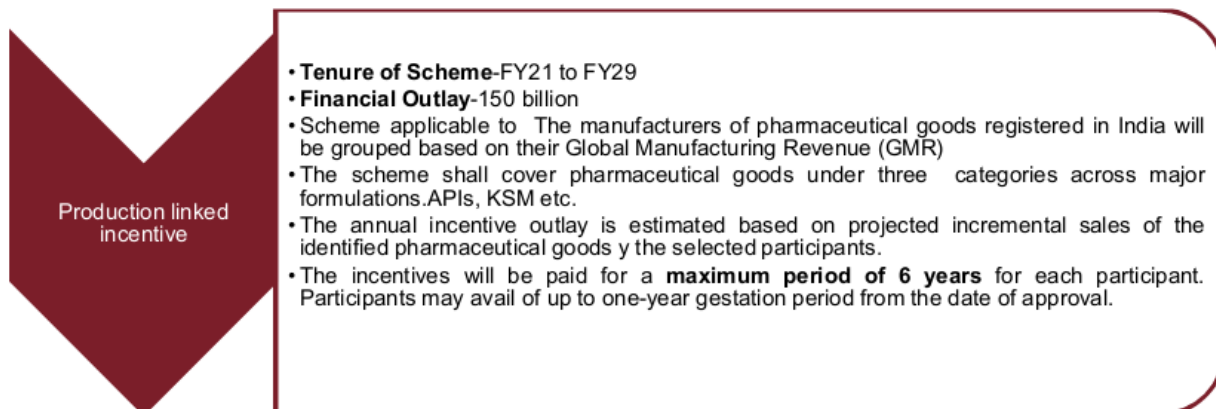 Production linked
incentive
• Tenure of Scheme-FY21 to FY29
• Financial Outlay-150 billion
• Scheme applicable to The manufacturers of pharmaceutical goods registered in India will
be grouped based on their Global Manufacturing Revenue (GMR)
• The scheme shall cover pharmaceutical goods under three categories across major
formulations.APIs, KSM etc.
• The annual incentive outlay is estimated based on projected incremental sales of the
identified pharmaceutical goods y the selected participants.
• The incentives will be paid for a maximum period of 6 years for each participant.
Participants may avail of up to one-year gestation period from the date of approval.